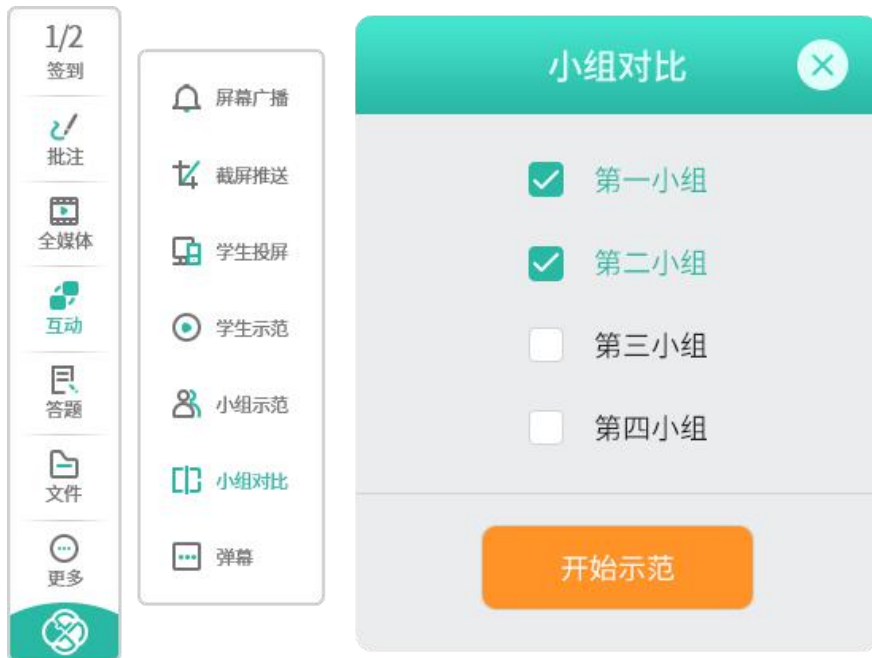 1/2
签到
批注
全媒体
互动
答题
文件
更多
屏幕广播
截屏推送
学生投屏
学生示范
小组示范
小组对比
弹幕
小组对比
第一小组
第二小组
第三小组
第四小组
开始示范